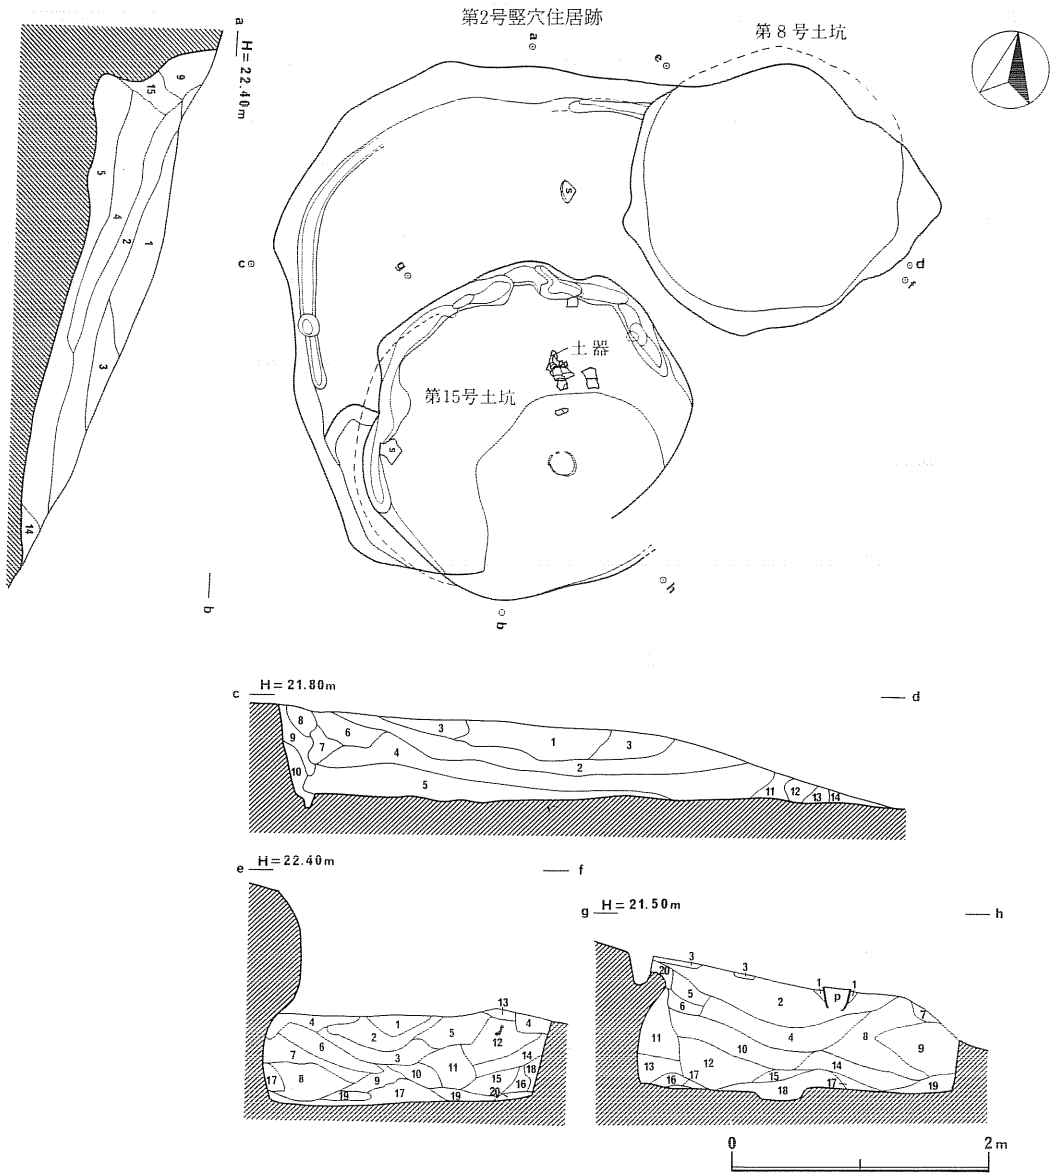 第2号竪穴住居跡
第8号土坑
a
e
c
g
d
f
土器
第15号土坑
s
s
h
b
a H=22.40m
9
15
5
4
2
1
3
14
b
c H=21.80m d
8
9
7
6
10
3
1
3
4
2
5
11 12 13 14
e H=22.40m f
13
4 1 4
2 5 12
6
7 3 14
10 11 18
17 8 9 15 16
19 17 19 20
g H=21.50m h
3
20 3
1 p 1
5 2
6 7
11 4 8
10 9
13 12 14
16 17 15 17 19
18
0 2m